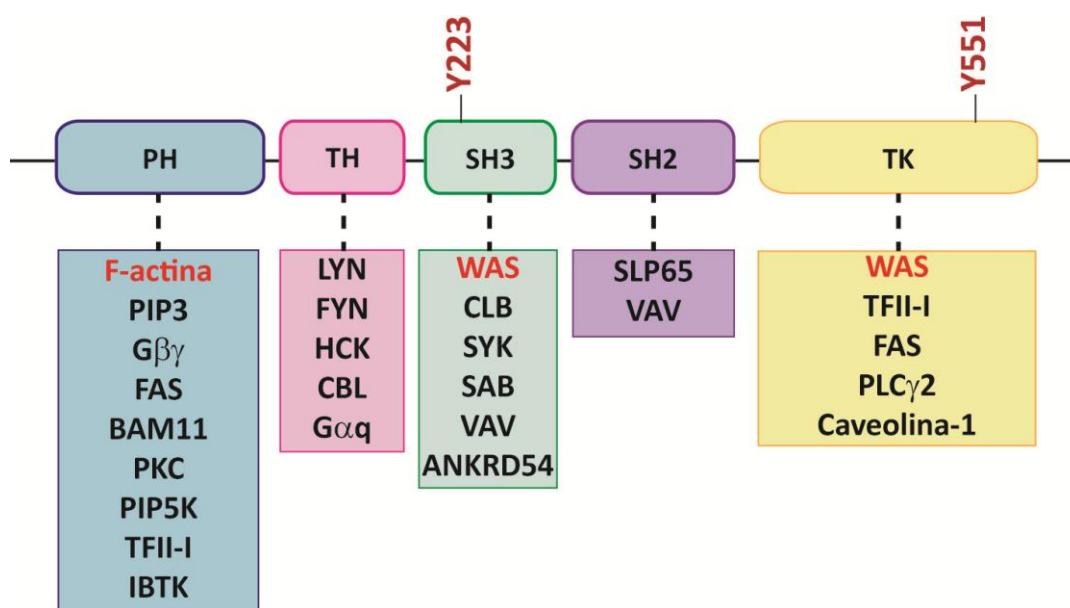 Y223
Y551
PH
TH
SH3
SH2
TK
F-actina
PIP3
Gβγ
FAS
BAM11
PKC
PIP5K
TFII-I
IBTK
LYN
FYN
HCK
CBL
Gαq
WAS
CLB
SYK
SAB
VAV
ANKRD54
SLP65
VAV
WAS
TFII-I
FAS
PLCγ2
Caveolina-1